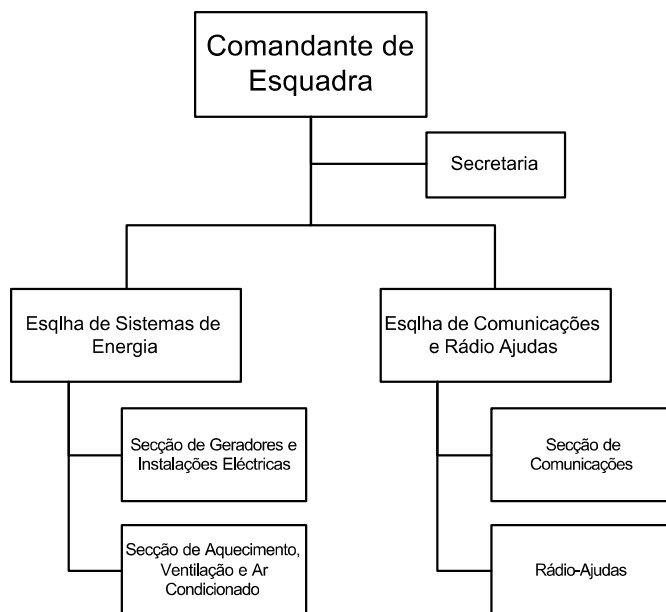 Comandante de
Esquadra
Secretaria
Esqlha de Sistemas de
Energia
Esqlha de Comunicações
e Rádio Ajudas
Secção de Geradores e
Instalações Eléctricas
Secção de
Comunicações
Secção de Aquecimento,
Ventilação e Ar
Condicionado
Rádio-Ajudas